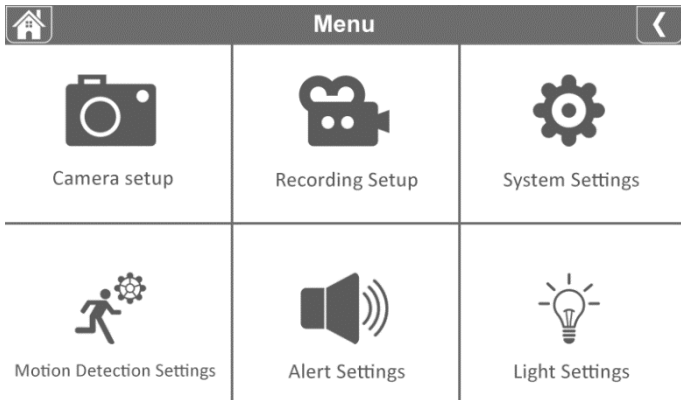 Menu
Camera setup
Recording Setup
System Settings
Motion Detection Settings
Alert Settings
Light Settings